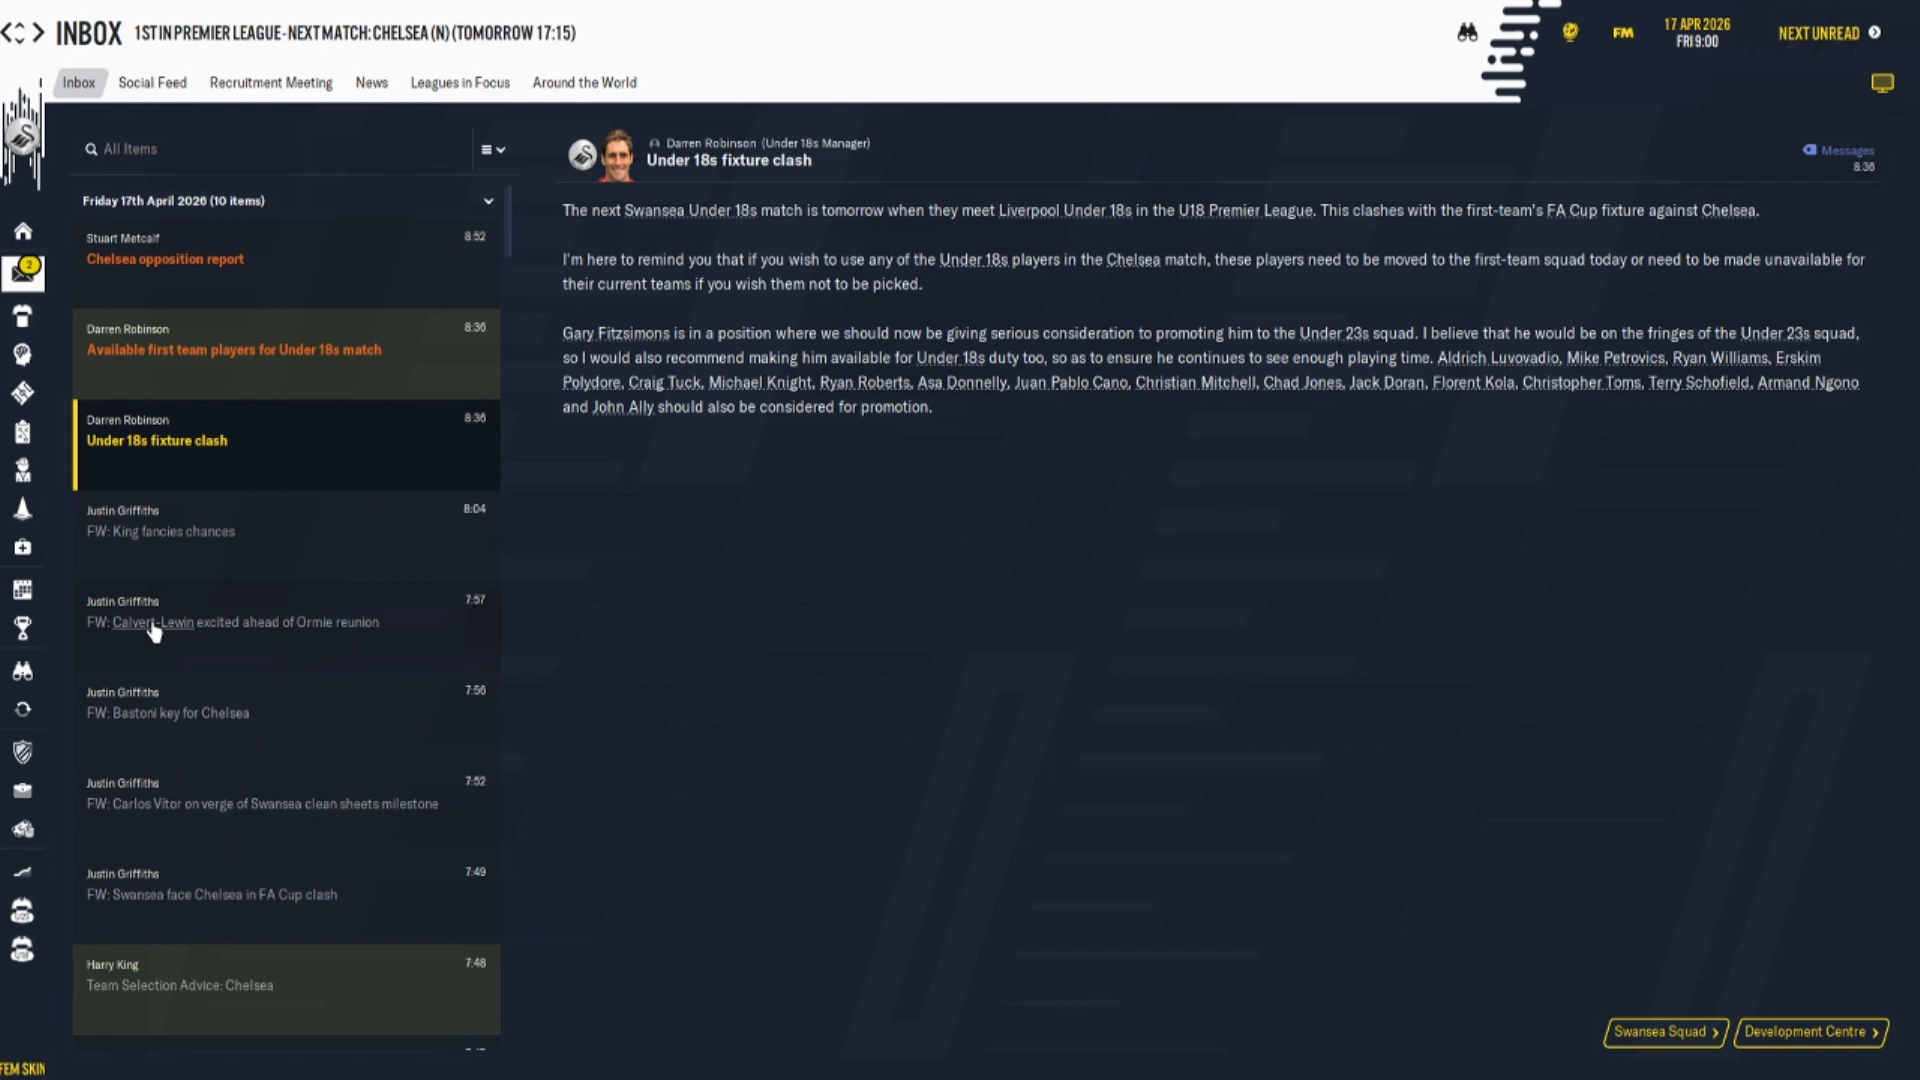 INBOX
1ST IN PREMIER LEAGUE - NEXT MATCH: CHELSEA (N) (TOMORROW 17:15)
FM
17 APR 2026
FRI 9:00
NEXT UNREAD
Inbox
Social Feed
Recruitment Meeting
News
Leagues in Focus
Around the World
2
All Items
Friday 17th April 2026 (10 items)
Stuart Metcalf
8:52
Chelsea opposition report
Darren Robinson
8:36
Available first team players for Under 18s match
Darren Robinson
8:36
Under 18s fixture clash
Justin Griffiths
8:04
FW: King fancies chances
Justin Griffiths
7:57
FW: Calvert-Lewin excited ahead of Ormie reunion
Justin Griffiths
7:56
FW: Bastoni key for Chelsea
Justin Griffiths
7:52
FW: Carlos Vítor on verge of Swansea clean sheets milestone
Justin Griffiths
7:49
FW: Swansea face Chelsea in FA Cup clash
Harry King
7:48
Team Selection Advice: Chelsea
Darren Robinson (Under 18s Manager)
Under 18s fixture clash
Messages
8:36
The next Swansea Under 18s match is tomorrow when they meet Liverpool Under 18s in the U18 Premier League. This clashes with the first-team's FA Cup fixture against Chelsea.
I'm here to remind you that if you wish to use any of the Under 18s players in the Chelsea match, these players need to be moved to the first-team squad today or need to be made unavailable for
their current teams if you wish them not to be picked.
Gary Fitzsimons is in a position where we should now be giving serious consideration to promoting him to the Under 23s squad. I believe that he would be on the fringes of the Under 23s squad,
so I would also recommend making him available for Under 18s duty too, so as to ensure he continues to see enough playing time. Aldrich Luvovadio, Mike Petrovics, Ryan Williams, Erskim
Polydore, Craig Tuck, Michael Knight, Ryan Roberts, Asa Donnelly, Juan Pablo Cano, Christian Mitchell, Chad Jones, Jack Doran, Florent Kola, Christopher Toms, Terry Schofield, Armand Ngono
and John Ally should also be considered for promotion.
Swansea Squad
Development Centre
FEM SKIN